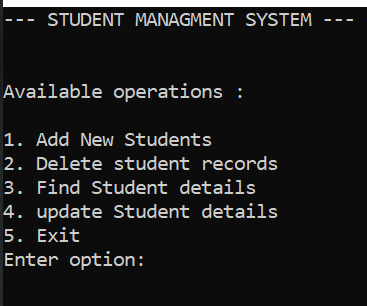 --- STUDENT MANAGMENT SYSTEM ---
Available operations :
1. Add New Students
2. Delete student records
3. Find Student details
4. update Student details
5. Exit
Enter option: